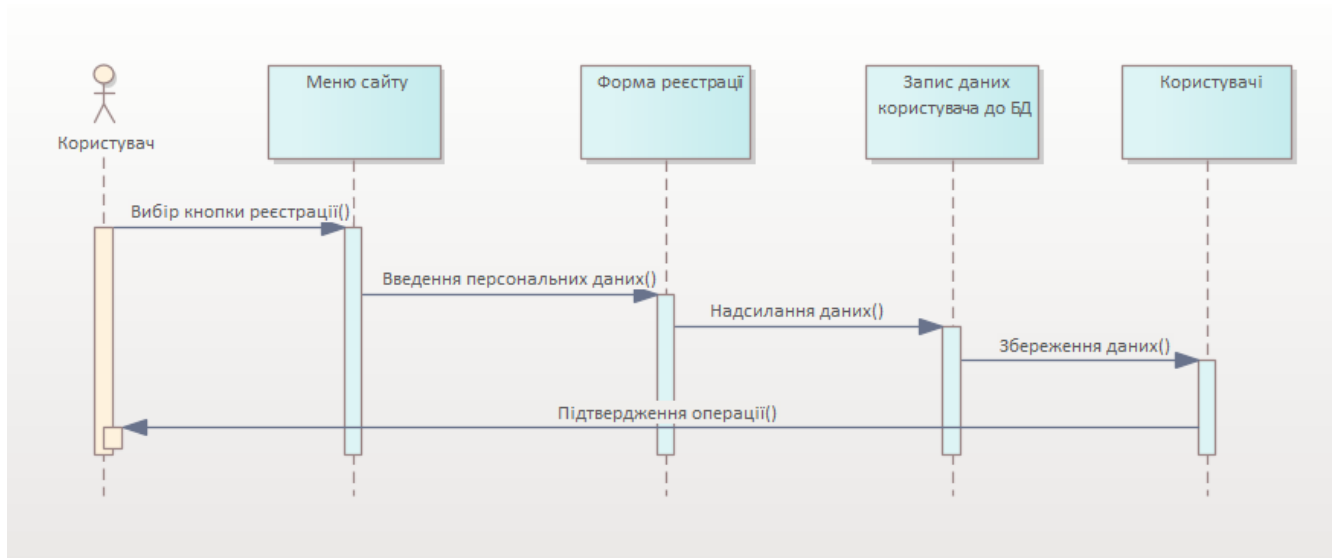 Меню сайту
Форма реєстрації
Запис даних
користувача до БД
Користувачі
Користувач
Вибір кнопки реєстрації()
Введення персональних даних()
Надсилання даних()
Збереження даних()
Підтвердження операції()